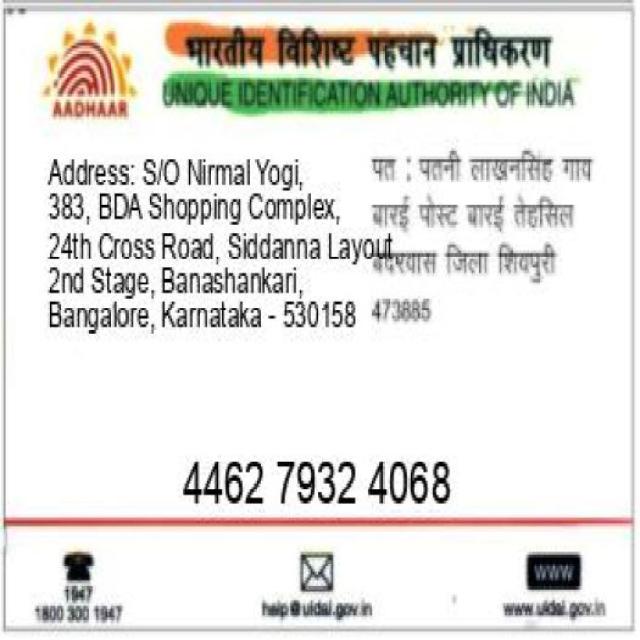 भारतीय विशिष्ट पहचान प्राधिकरण
AADHAAR
UNIQUE IDENTIFICATION AUTHORITY OF INDIA
Address: S/O Nirmal Yogi,
383, BDA Shopping Complex,
24th Cross Road, Siddanna Layout
2nd Stage, Banashankari,
Bangalore, Karnataka - 530158
पत : पतनी लाखनसिंह गाव
बारई पोस्ट बारई तेहसिल
बदरवास जिला शिवपुरी
473885
4462 7932 4068
1947
1800 300 1947
help@uidai.gov.in
WWW
www.uidai.gov.in